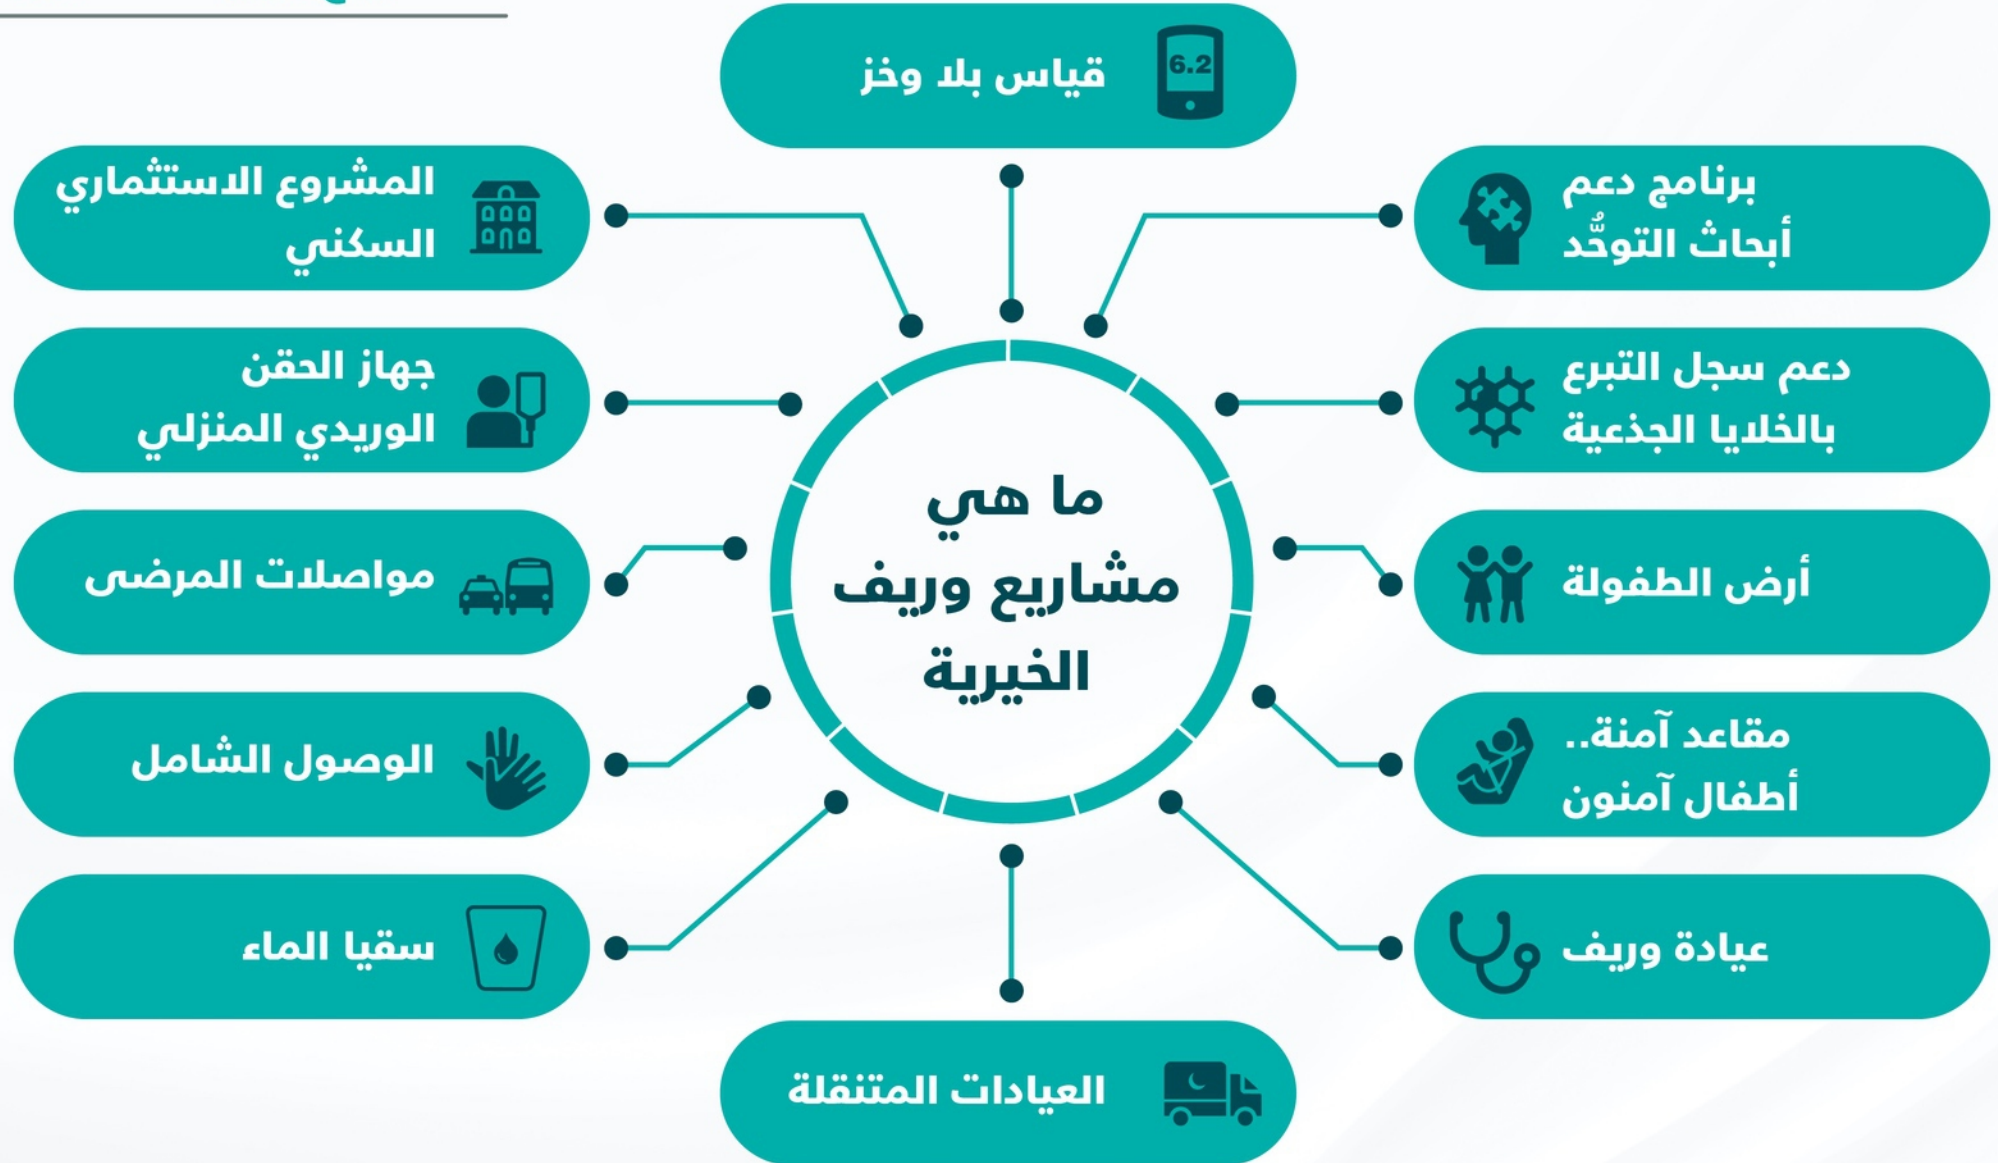 قياس بلا وخز
6.2
برنامج دعم
أبحاث التوحُّد
دعم سجل التبرع
بالخلايا الجذعية
أرض الطفولة
مقاعد آمنة..
أطفال آمنون
عيادة وريف
ما هي
مشاريع وريف
الخيرية
المشروع الاستثماري
السكني
جهاز الحقن
الوريدي المنزلي
مواصلات المرضى
الوصول الشامل
سقيا الماء
العيادات المتنقلة